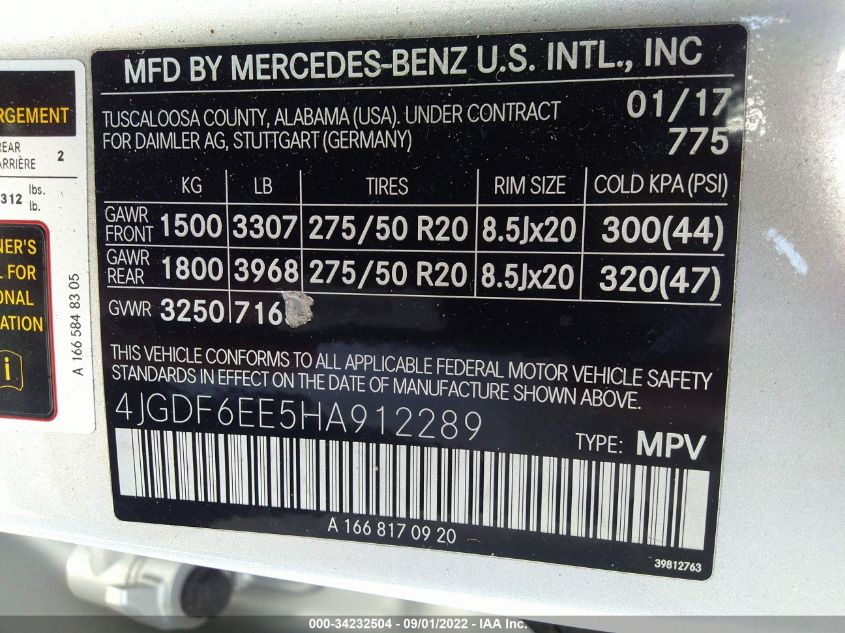 RGEMENT
REAR
ARRIÈRE 2
312 lbs.
lb.
NER'S
L FOR
ONAL
ATION
i
A 166 584 83 05
MFD BY MERCEDES-BENZ U.S. INTL., INC
TUSCALOOSA COUNTY, ALABAMA (USA). UNDER CONTRACT
FOR DAIMLER AG, STUTTGART (GERMANY)
01/17
775
KG LB TIRES RIM SIZE COLD KPA (PSI)
GAWR FRONT 1500 3307 275/50 R20 8.5Jx20 300(44)
GAWR REAR 1800 3968 275/50 R20 8.5Jx20 320(47)
GVWR 3250 716
THIS VEHICLE CONFORMS TO ALL APPLICABLE FEDERAL MOTOR VEHICLE SAFETY
STANDARDS IN EFFECT ON THE DATE OF MANUFACTURE SHOWN ABOVE.
4JGDF6EE5HA912289
TYPE: MPV
A 166 817 09 20
39812763
000-34232504 - 09/01/2022 - IAA Inc.